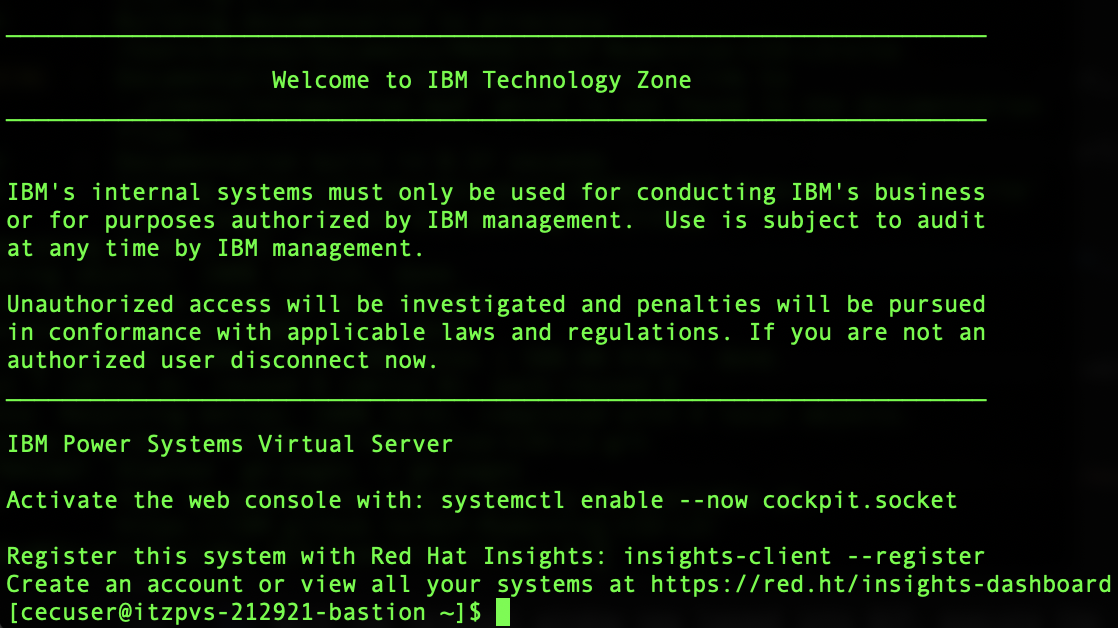 Welcome to IBM Technology Zone
IBM's internal systems must only be used for conducting IBM's business
or for purposes authorized by IBM management.  Use is subject to audit
at any time by IBM management.
Unauthorized access will be investigated and penalties will be pursued
in conformance with applicable laws and regulations. If you are not an
authorized user disconnect now.
IBM Power Systems Virtual Server
Activate the web console with: systemctl enable --now cockpit.socket
Register this system with Red Hat Insights: insights-client --register
Create an account or view all your systems at https://red.ht/insights-dashboard
[cecuser@itzpvs-212921-bastion ~]$